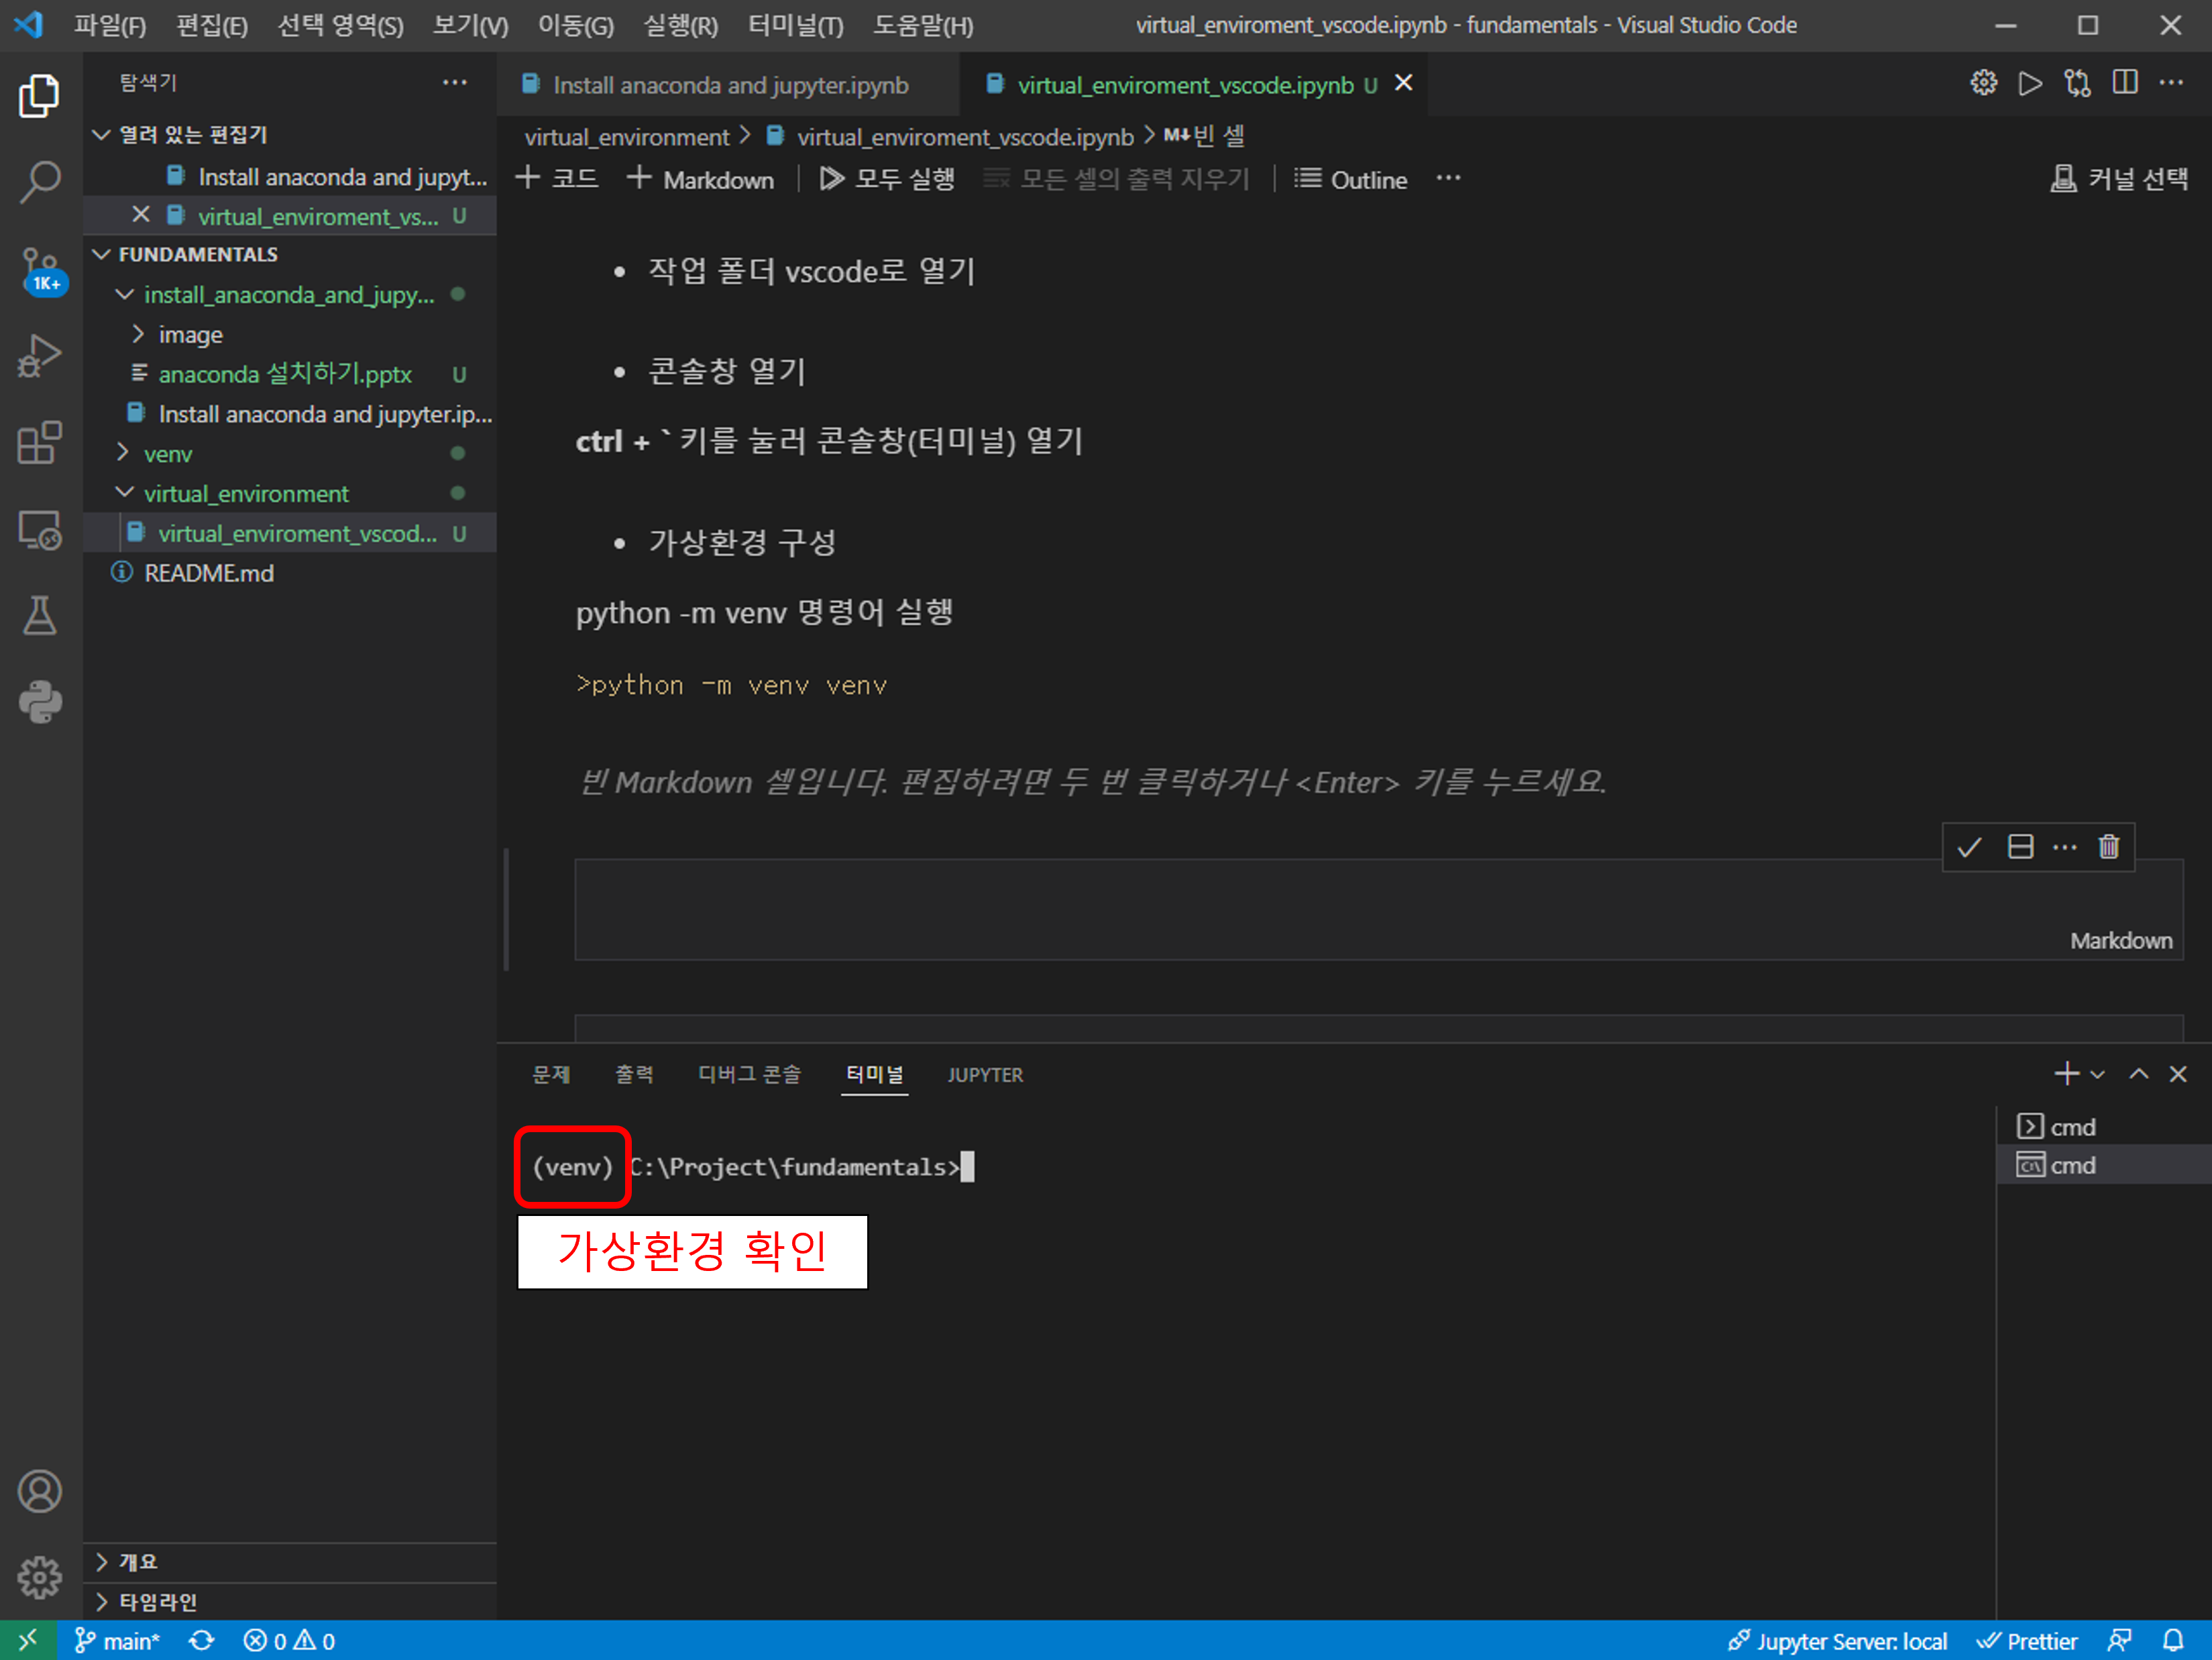 파일(F) 편집(E) 선택 영역(S) 보기(V) 이동(G) 실행(R) 터미널(T) 도움말(H) virtual_enviroment_vscode.ipynb - fundamentals - Visual Studio Code
탐색기
열려 있는 편집기
Install anaconda and jupyt...
virtual_enviroment_vs... U
FUNDAMENTALS
install_anaconda_and_jupy...
image
anaconda 설치하기.pptx U
Install anaconda and jupyter.ip...
venv
virtual_environment
virtual_enviroment_vscod... U
README.md
개요
타임라인
1K+
Install anaconda and jupyter.ipynb virtual_enviroment_vscode.ipynb U
virtual_environment > virtual_enviroment_vscode.ipynb > M↓빈 셀
+ 코드 + Markdown 모두 실행 모든 셀의 출력 지우기 Outline ··· 커널 선택
• 작업 폴더 vscode로 열기
• 콘솔창 열기
ctrl + ` 키를 눌러 콘솔창(터미널) 열기
• 가상환경 구성
python -m venv 명령어 실행
>python -m venv venv
빈 Markdown 셀입니다. 편집하려면 두 번 클릭하거나 <Enter> 키를 누르세요.
Markdown
문제 출력 디버그 콘솔 터미널 JUPYTER
cmd
cmd
(venv) C:\Project\fundamentals>
가상환경 확인
main* 0 0 Jupyter Server: local Prettier